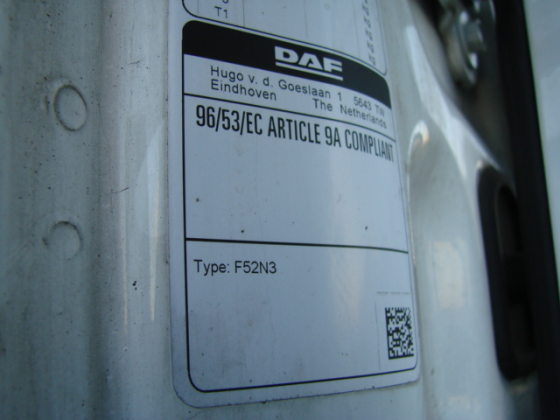 T1
DAF
Hugo v. d. Goeslaan 1 5643 TW
Eindhoven The Netherlands
96/53/EC ARTICLE 9A COMPLIANT
Type: F52N3